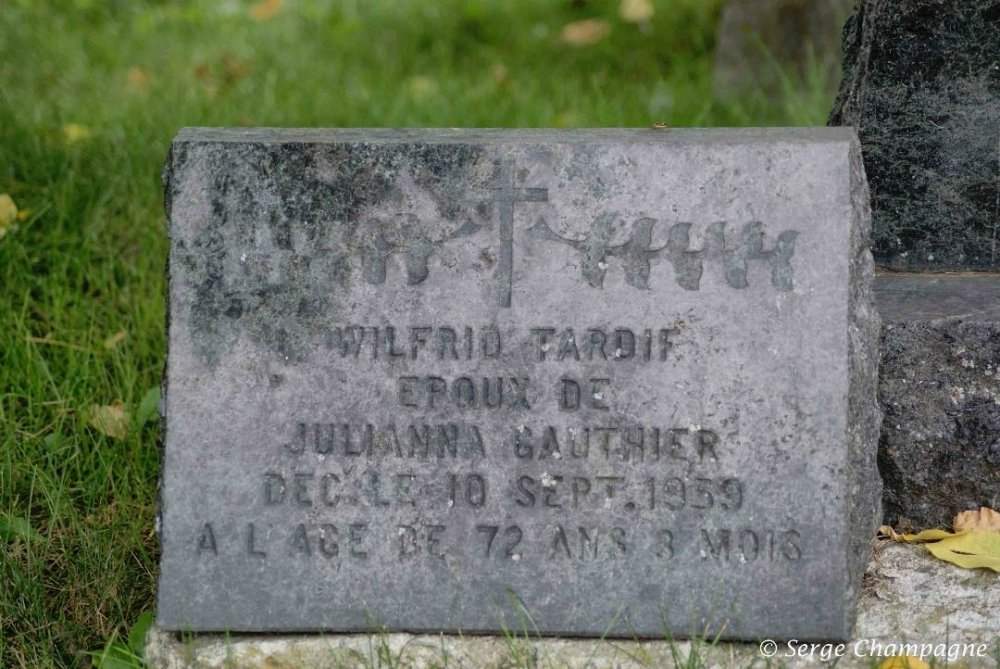 WILFRID TARDIF
EPOUX DE
JULIANNA GAUTHIER
DEC. LE 10 SEPT. 1959
A L AGE DE 72 ANS 3 MOIS
© Serge Champagne